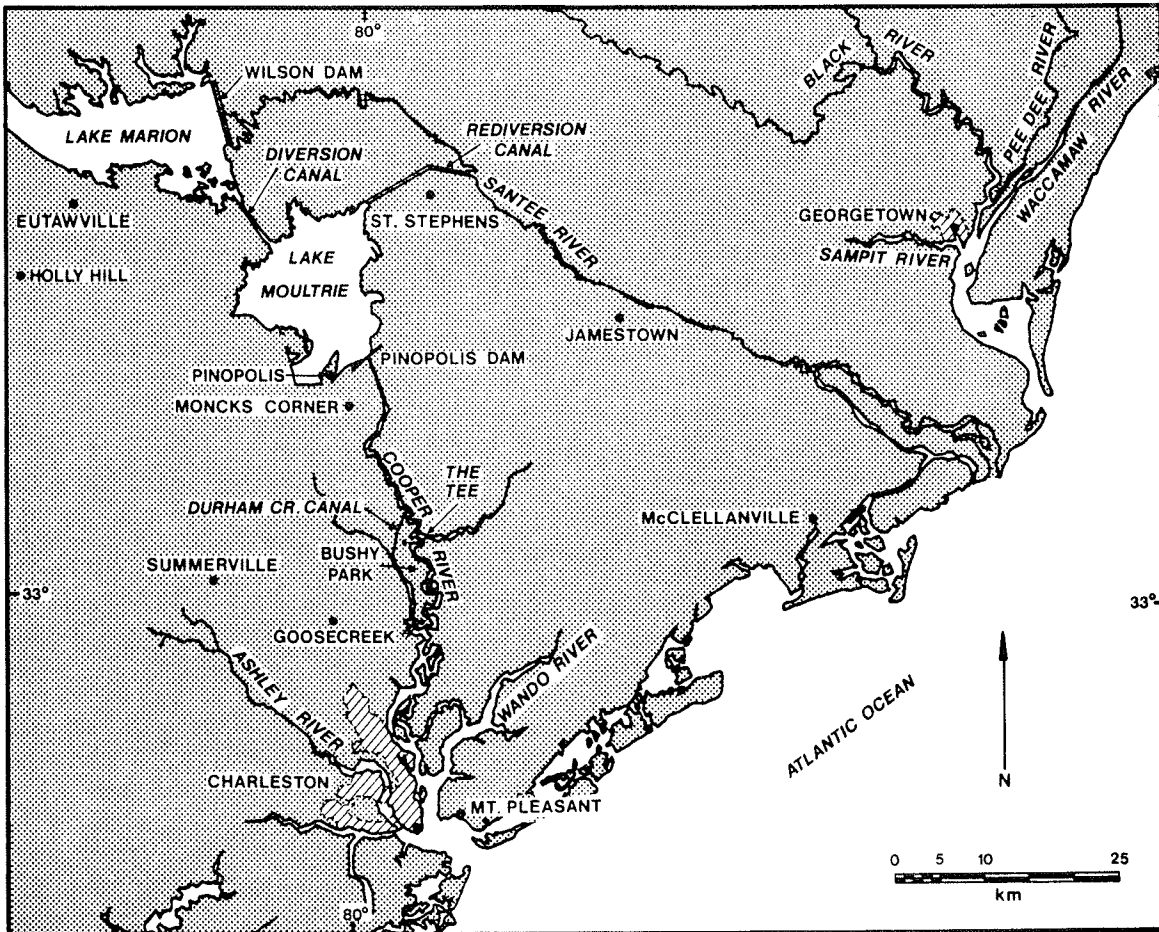 80°
WILSON DAM
BLACK
RIVER
PEE DEE RIVER
WACCAMAW RIVER
LAKE MARION
REDIVERSION
CANAL
DIVERSION
CANAL
SANTEE RIVER
EUTAWVILLE
ST. STEPHENS
GEORGETOWN
SAMPIT RIVER
HOLLY HILL
LAKE
MOULTRIE
JAMESTOWN
PINOPOLIS DAM
PINOPOLIS
MONCKS CORNER
COOPER
RIVER
THE
TEE
DURHAM CR. CANAL
McCLELLANVILLE
BUSHY
PARK
SUMMERVILLE
33°
33°
GOOSECREEK
ASHLEY RIVER
WANDO RIVER
ATLANTIC OCEAN
N
CHARLESTON
MT. PLEASANT
0 5 10 25
km
80°